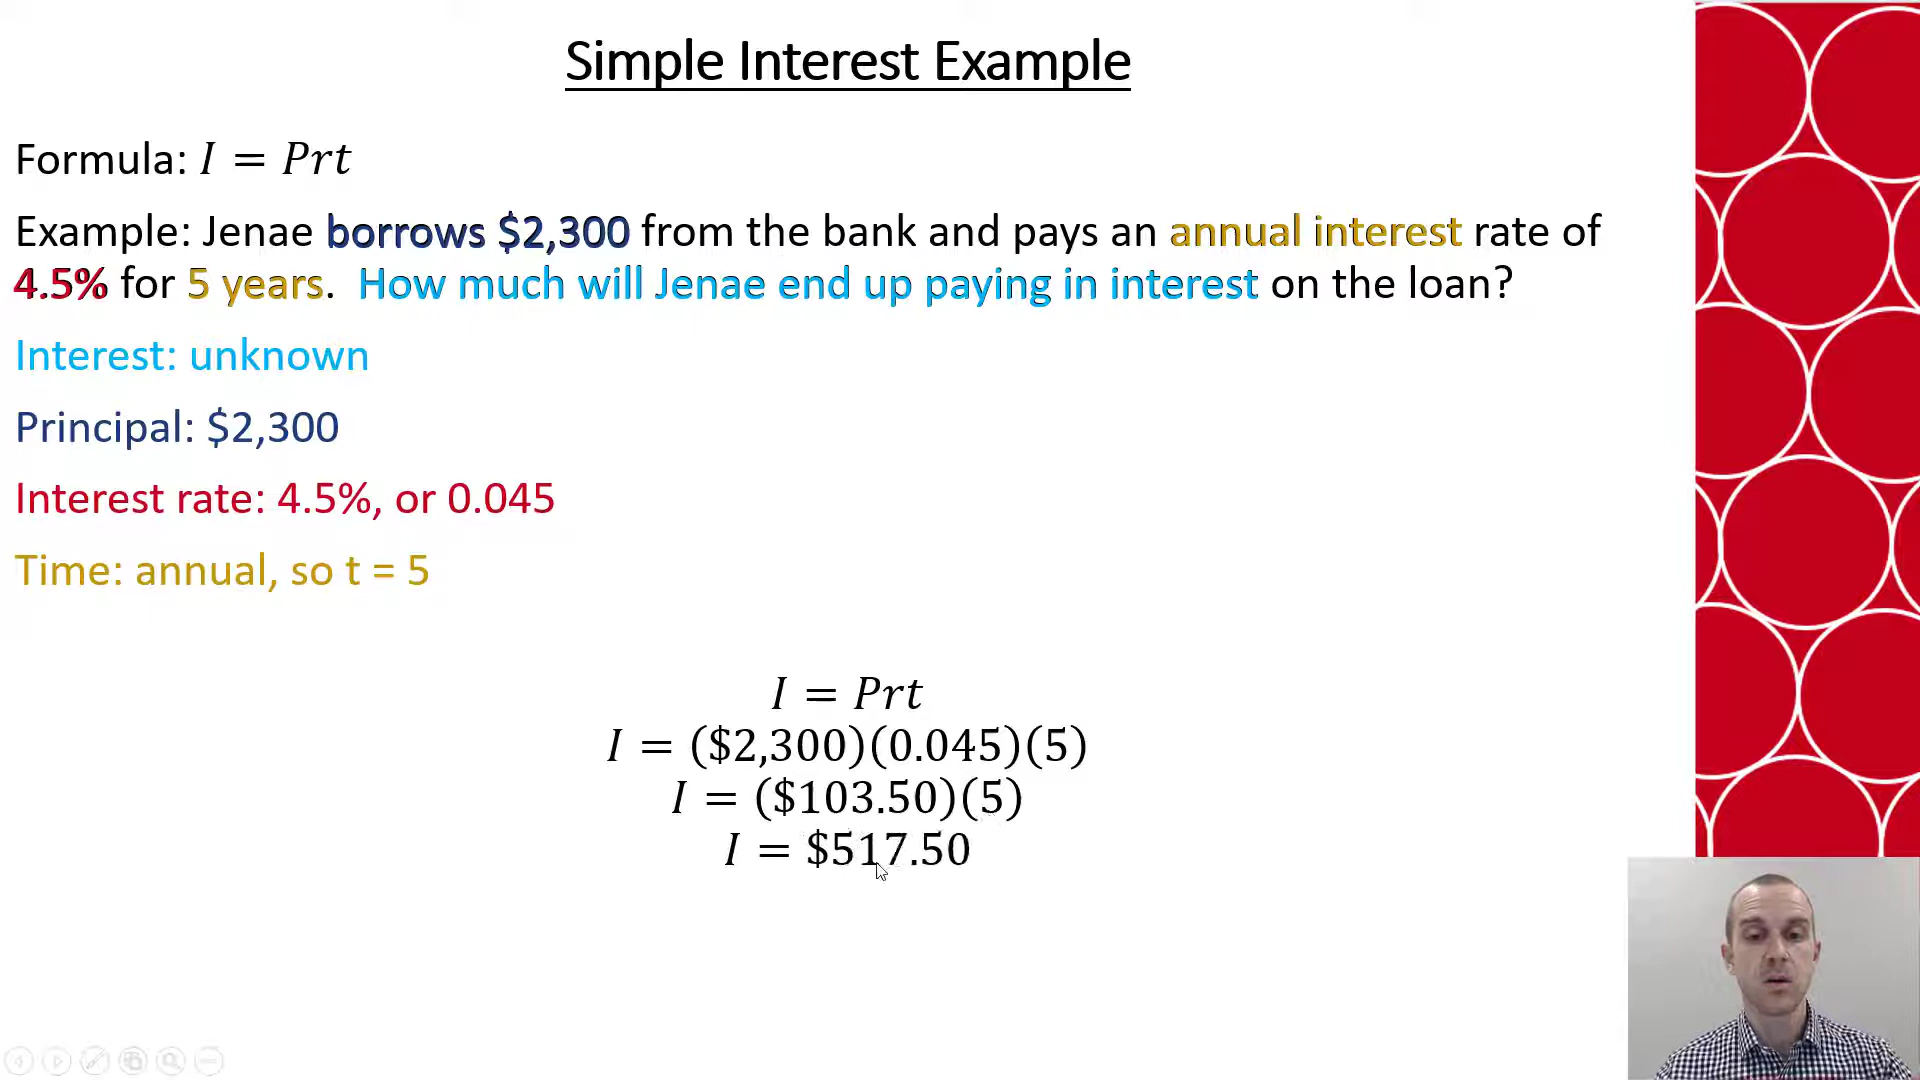 Simple Interest Example
Formula: I = Prt
Example: Jenae borrows $2,300 from the bank and pays an annual interest rate of
4.5% for 5 years. How much will Jenae end up paying in interest on the loan?
Interest: unknown
Principal: $2,300
Interest rate: 4.5%, or 0.045
Time: annual, so t = 5
I = Prt
I = ($2,300)(0.045)(5)
I = ($103.50)(5)
I = $517.50